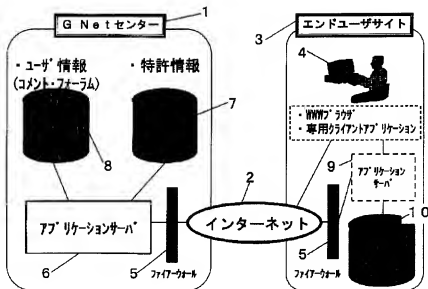 G Netセンター
1
・ユーザ情報
(コメント・フォーラム)
・特許情報
7
8
アプリケーションサーバ
6
5
ファイアーウォール
2
インターネット
エンドユーザサイト
3
4
・WWWブラウザ
・専用クライアントアプリケーション
9
アプリケーション
サーバ
10
5
ファイアーウォール